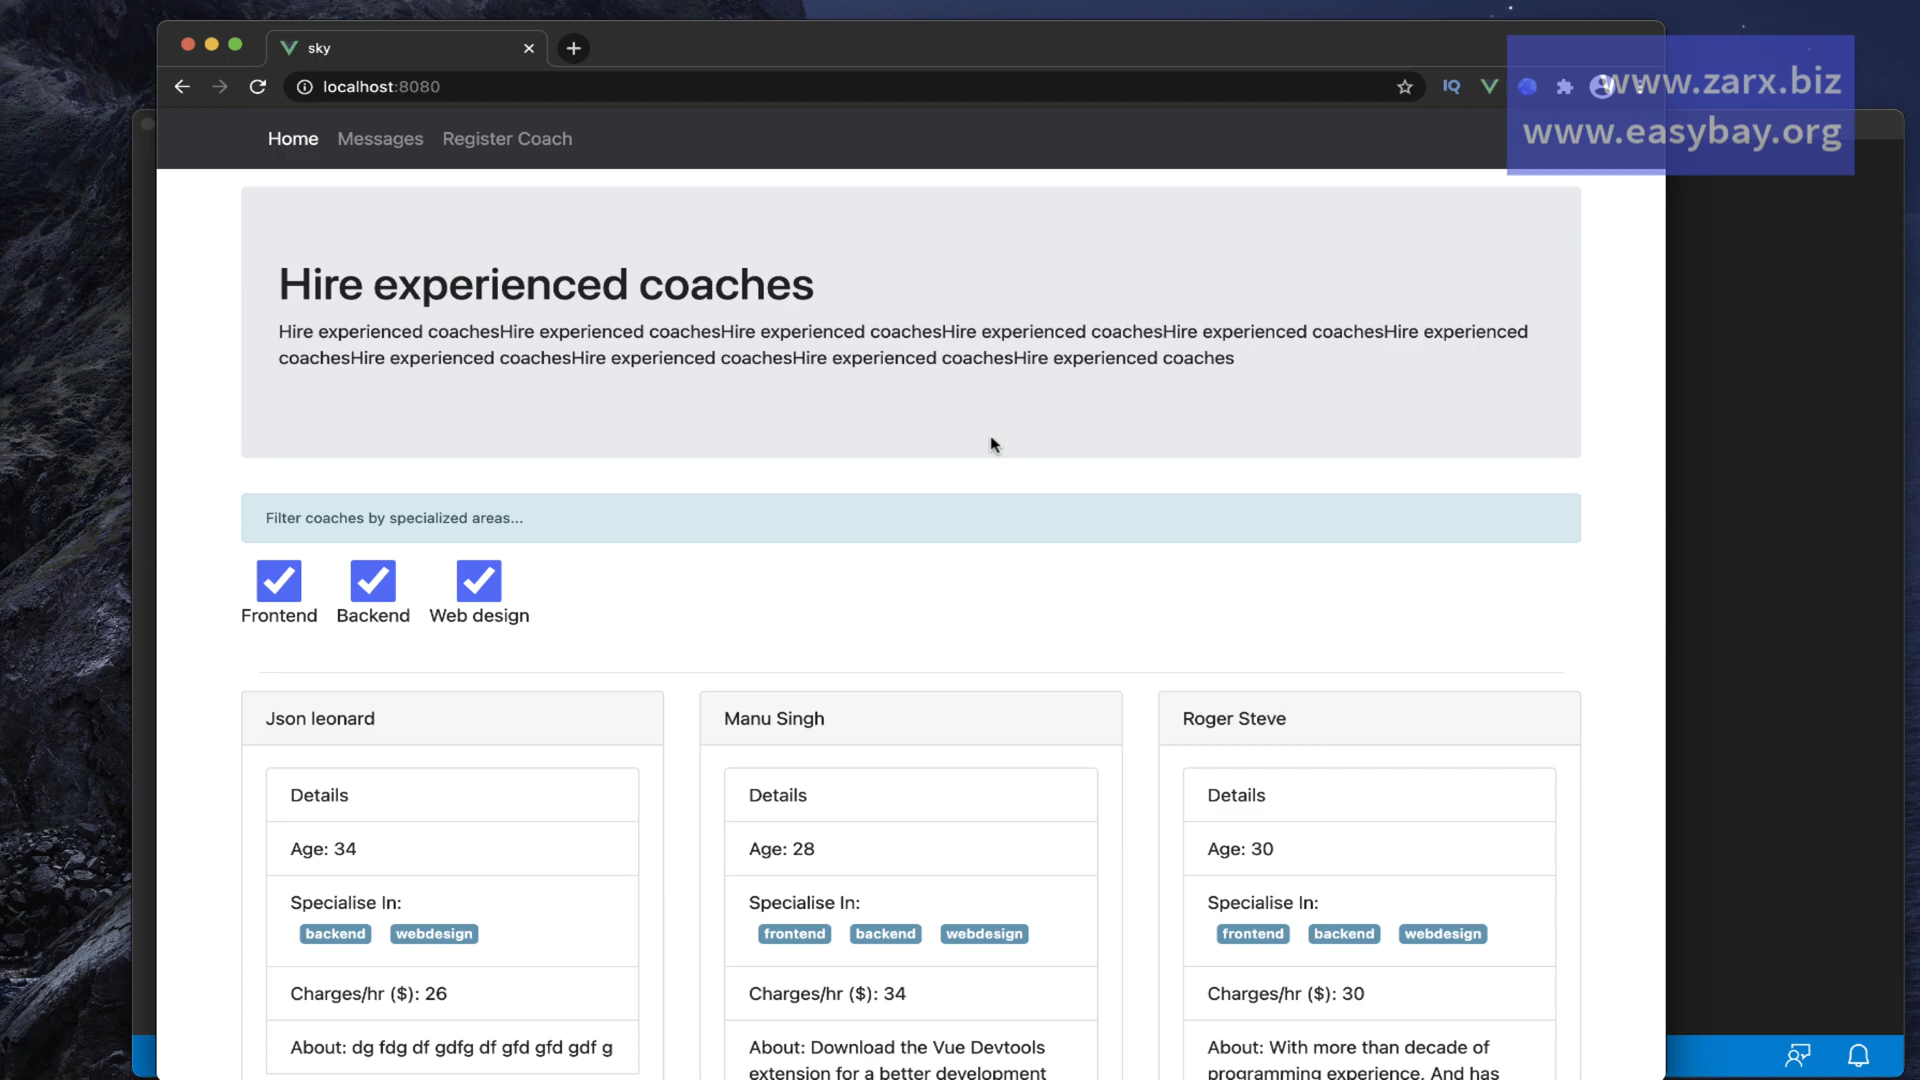 sky
localhost:8080
IQ
www.zarx.biz
www.easybay.org
Home Messages Register Coach
Hire experienced coaches
Hire experienced coachesHire experienced coachesHire experienced coachesHire experienced coachesHire experienced coachesHire experienced
coachesHire experienced coachesHire experienced coachesHire experienced coachesHire experienced coaches
Filter coaches by specialized areas...
Frontend Backend Web design
Json leonard
Details
Age: 34
Specialise In:
backend webdesign
Charges/hr ($): 26
About: dg fdg df gdfg df gfd gfd gdf g
Manu Singh
Details
Age: 28
Specialise In:
frontend backend webdesign
Charges/hr ($): 34
About: Download the Vue Devtools
extension for a better development
Roger Steve
Details
Age: 30
Specialise In:
frontend backend webdesign
Charges/hr ($): 30
About: With more than decade of
programming experience. And has